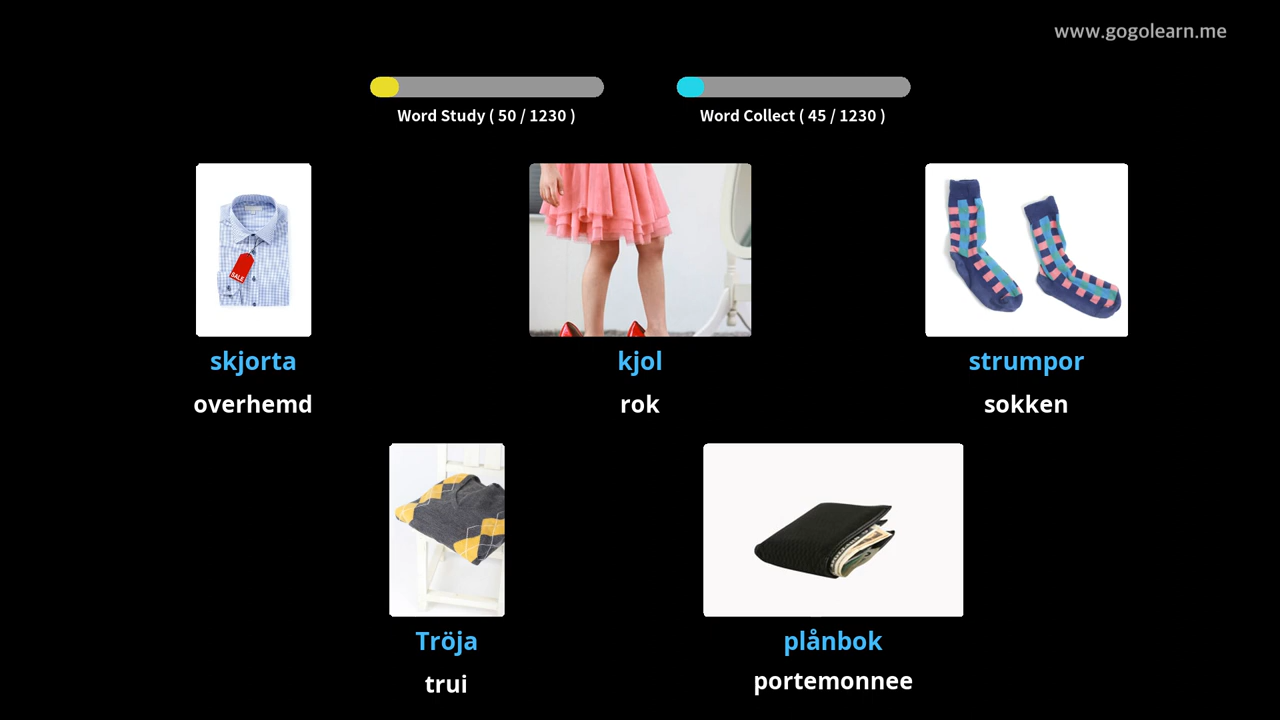 www.gogolearn.me
Word Study ( 50 / 1230 )
Word Collect ( 45 / 1230 )
SALE
skjorta
overhemd
kjol
rok
strumpor
sokken
Tröja
trui
plånbok
portemonnee